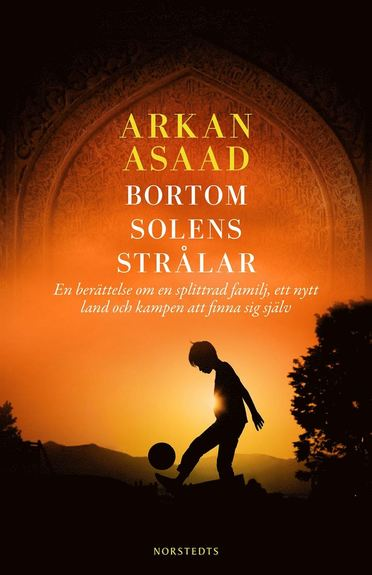 ARKAN
ASAAD
BORTOM
SOLENS
STRÅLAR
En berättelse om en splittrad familj, ett nytt
land och kampen att finna sig själv
NORSTEDTS